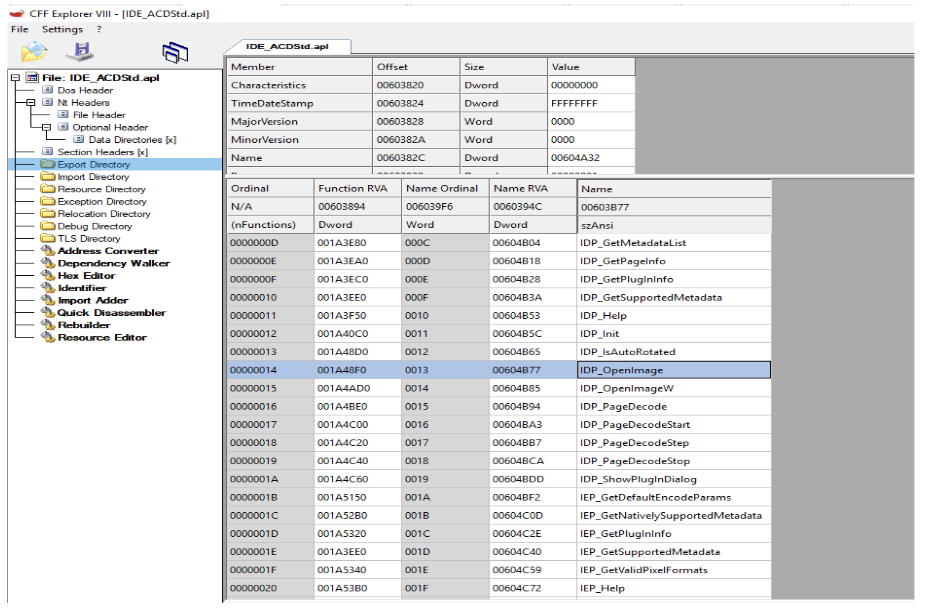 CFF Explorer VIII - [IDE_ACDStd.apl]
File Settings ?
IDE_ACDStd.apl
File: IDE_ACDStd.apl
Dos Header
Nt Headers
File Header
Optional Header
Data Directories [x]
Section Headers [x]
Export Directory
Import Directory
Resource Directory
Exception Directory
Relocation Directory
Debug Directory
TLS Directory
Address Converter
Dependency Walker
Hex Editor
Identifier
Import Adder
Quick Disassembler
Rebuilder
Resource Editor
Member Offset Size Value
Characteristics 00603820 Dword 00000000
TimeDateStamp 00603824 Dword FFFFFFFF
MajorVersion 00603828 Word 0000
MinorVersion 0060382A Word 0000
Name 0060382C Dword 00604A32
Ordinal Function RVA Name Ordinal Name RVA Name
N/A 00603894 006039F6 0060394C 00603B77
(nFunctions) Dword Word Dword szAnsi
0000000D 001A3E80 000C 00604B04 IDP_GetMetadataList
0000000E 001A3EA0 000D 00604B18 IDP_GetPageInfo
0000000F 001A3EC0 000E 00604B28 IDP_GetPlugInInfo
00000010 001A3EE0 000F 00604B3A IDP_GetSupportedMetadata
00000011 001A3F50 0010 00604B53 IDP_Help
00000012 001A40C0 0011 00604B5C IDP_Init
00000013 001A48D0 0012 00604B65 IDP_IsAutoRotated
00000014 001A48F0 0013 00604B77 IDP_OpenImage
00000015 001A4AD0 0014 00604B85 IDP_OpenImageW
00000016 001A4BE0 0015 00604B94 IDP_PageDecode
00000017 001A4C00 0016 00604BA3 IDP_PageDecodeStart
00000018 001A4C20 0017 00604BB7 IDP_PageDecodeStep
00000019 001A4C40 0018 00604BCA IDP_PageDecodeStop
0000001A 001A4C60 0019 00604BDD IDP_ShowPlugInDialog
0000001B 001A5150 001A 00604BF2 IEP_GetDefaultEncodeParams
0000001C 001A52B0 001B 00604C0D IEP_GetNativelySupportedMetadata
0000001D 001A5320 001C 00604C2E IEP_GetPlugInInfo
0000001E 001A3EE0 001D 00604C40 IEP_GetSupportedMetadata
0000001F 001A5340 001E 00604C59 IEP_GetValidPixelFormats
00000020 001A53B0 001F 00604C72 IEP_Help